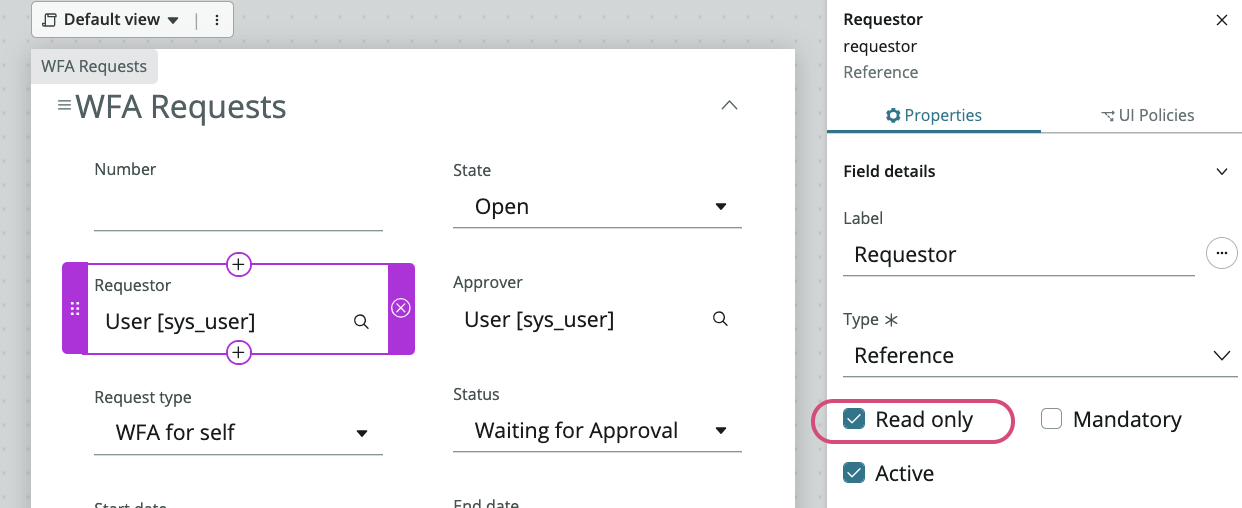 Default view
WFA Requests
WFA Requests
Number
State
Open
Requestor
User [sys_user]
Approver
User [sys_user]
Request type
WFA for self
Status
Waiting for Approval
Start date
End date
Requestor
requestor
Reference
Properties
UI Policies
Field details
Label
Requestor
Type
Reference
Read only
Mandatory
Active